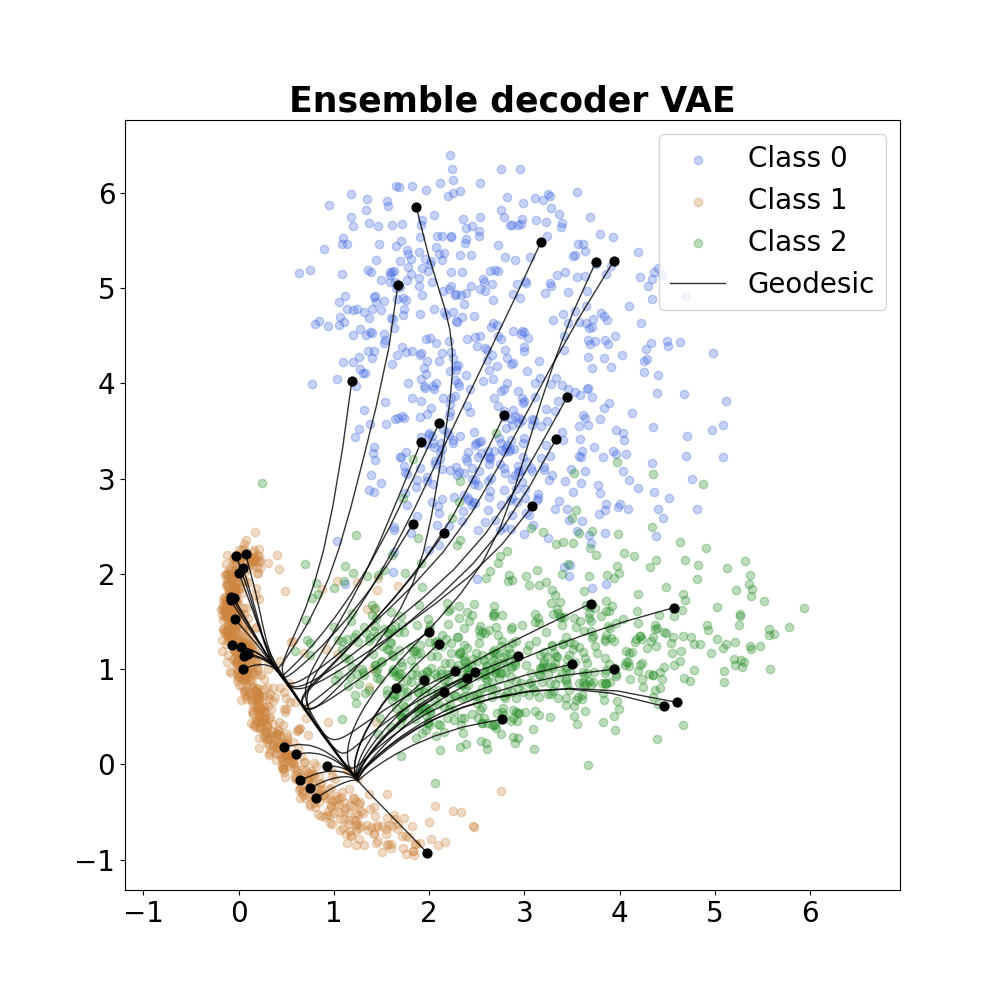 Ensemble decoder VAE
Class 0
Class 1
Class 2
Geodesic
6
5
4
3
2
1
0
−1
−1 0 1 2 3 4 5 6